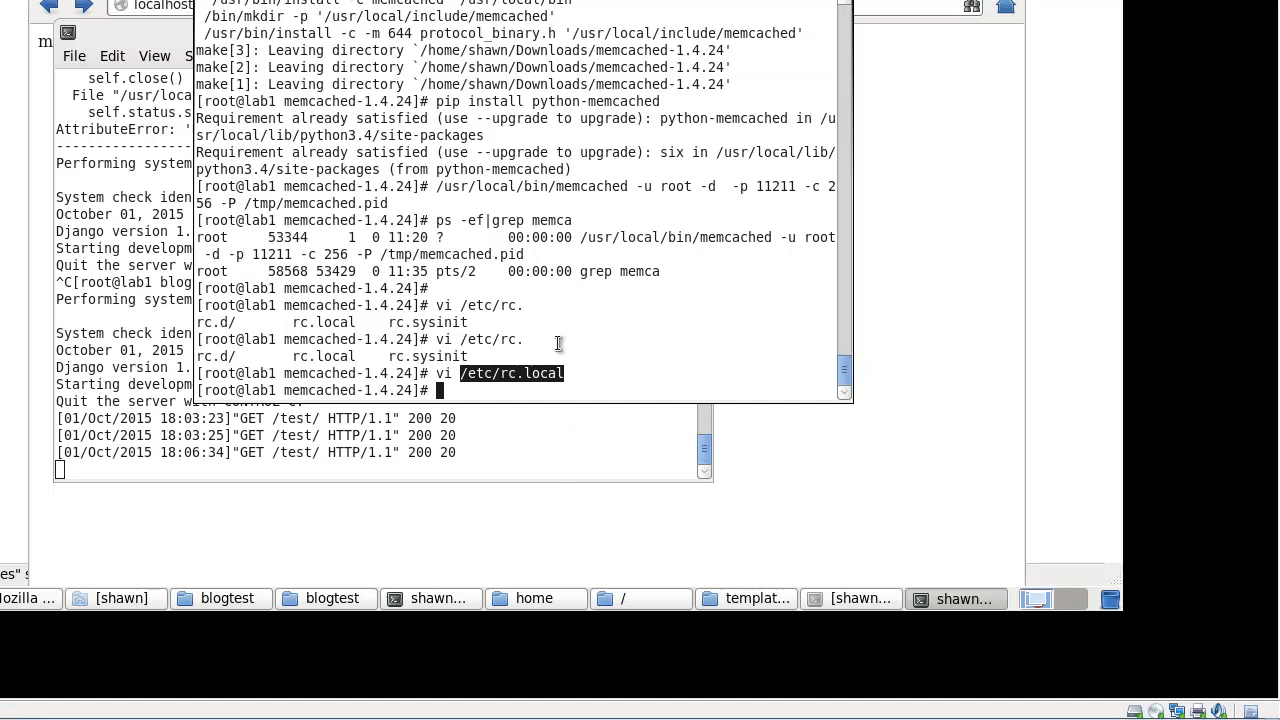 localhost
/usr/bin/install -c memcached '/usr/local/bin'
/bin/mkdir -p '/usr/local/include/memcached'
/usr/bin/install -c -m 644 protocol_binary.h '/usr/local/include/memcached'
make[3]: Leaving directory `/home/shawn/Downloads/memcached-1.4.24'
make[2]: Leaving directory `/home/shawn/Downloads/memcached-1.4.24'
make[1]: Leaving directory `/home/shawn/Downloads/memcached-1.4.24'
[root@lab1 memcached-1.4.24]# pip install python-memcached
Requirement already satisfied (use --upgrade to upgrade): python-memcached in /u
sr/local/lib/python3.4/site-packages
Requirement already satisfied (use --upgrade to upgrade): six in /usr/local/lib/
python3.4/site-packages (from python-memcached)
[root@lab1 memcached-1.4.24]# /usr/local/bin/memcached -u root -d  -p 11211 -c 2
56 -P /tmp/memcached.pid
[root@lab1 memcached-1.4.24]# ps -ef|grep memca
root     53344     1  0 11:20 ?        00:00:00 /usr/local/bin/memcached -u root
-d -p 11211 -c 256 -P /tmp/memcached.pid
root     58568 53429  0 11:35 pts/2    00:00:00 grep memca
[root@lab1 memcached-1.4.24]#
[root@lab1 memcached-1.4.24]# vi /etc/rc.
rc.d/       rc.local    rc.sysinit
[root@lab1 memcached-1.4.24]# vi /etc/rc.
rc.d/       rc.local    rc.sysinit
[root@lab1 memcached-1.4.24]# vi /etc/rc.local
[root@lab1 memcached-1.4.24]#
m
File Edit View S
self.close()
File "/usr/loca
self.status.s
AttributeError: '
-----------------
Performing system
System check iden
October 01, 2015
Django version 1.
Starting developm
Quit the server w
^C[root@lab1 blog
Performing system
System check iden
October 01, 2015
Django version 1.
Starting developm
Quit the server with CONTROL-C.
[01/Oct/2015 18:03:23]"GET /test/ HTTP/1.1" 200 20
[01/Oct/2015 18:03:25]"GET /test/ HTTP/1.1" 200 20
[01/Oct/2015 18:06:34]"GET /test/ HTTP/1.1" 200 20
es" s
Mozilla ... [shawn] blogtest blogtest shawn... home / templat... [shawn... shawn...